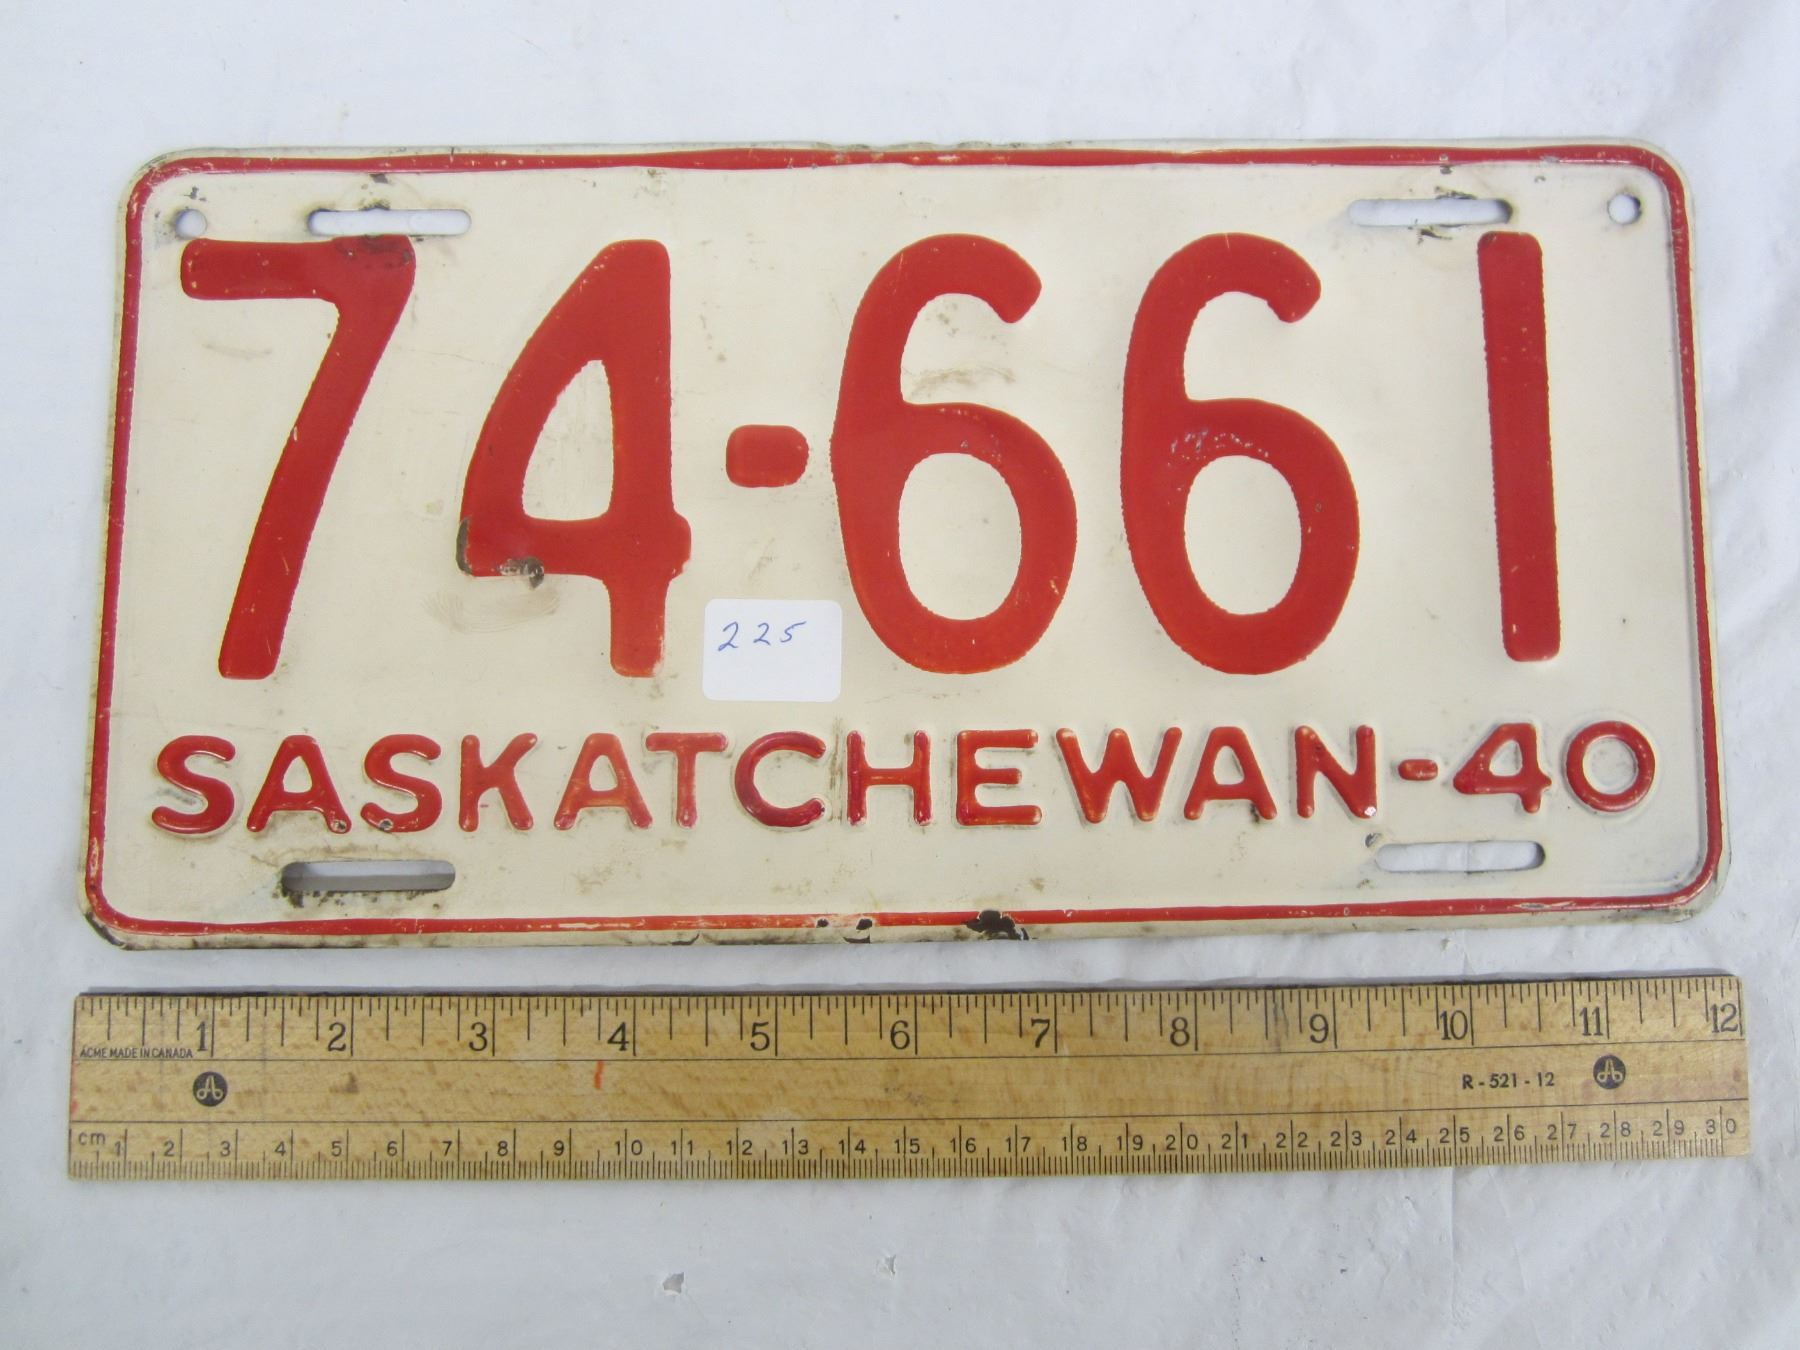 74-661
225
SASKATCHEWAN-40
1 2 3 4 5 6 7 8 9 10 11 12
ACME MADE IN CANADA
R-521-12
cm 1 2 3 4 5 6 7 8 9 10 11 12 13 14 15 16 17 18 19 20 21 22 23 24 25 26 27 28 29 30